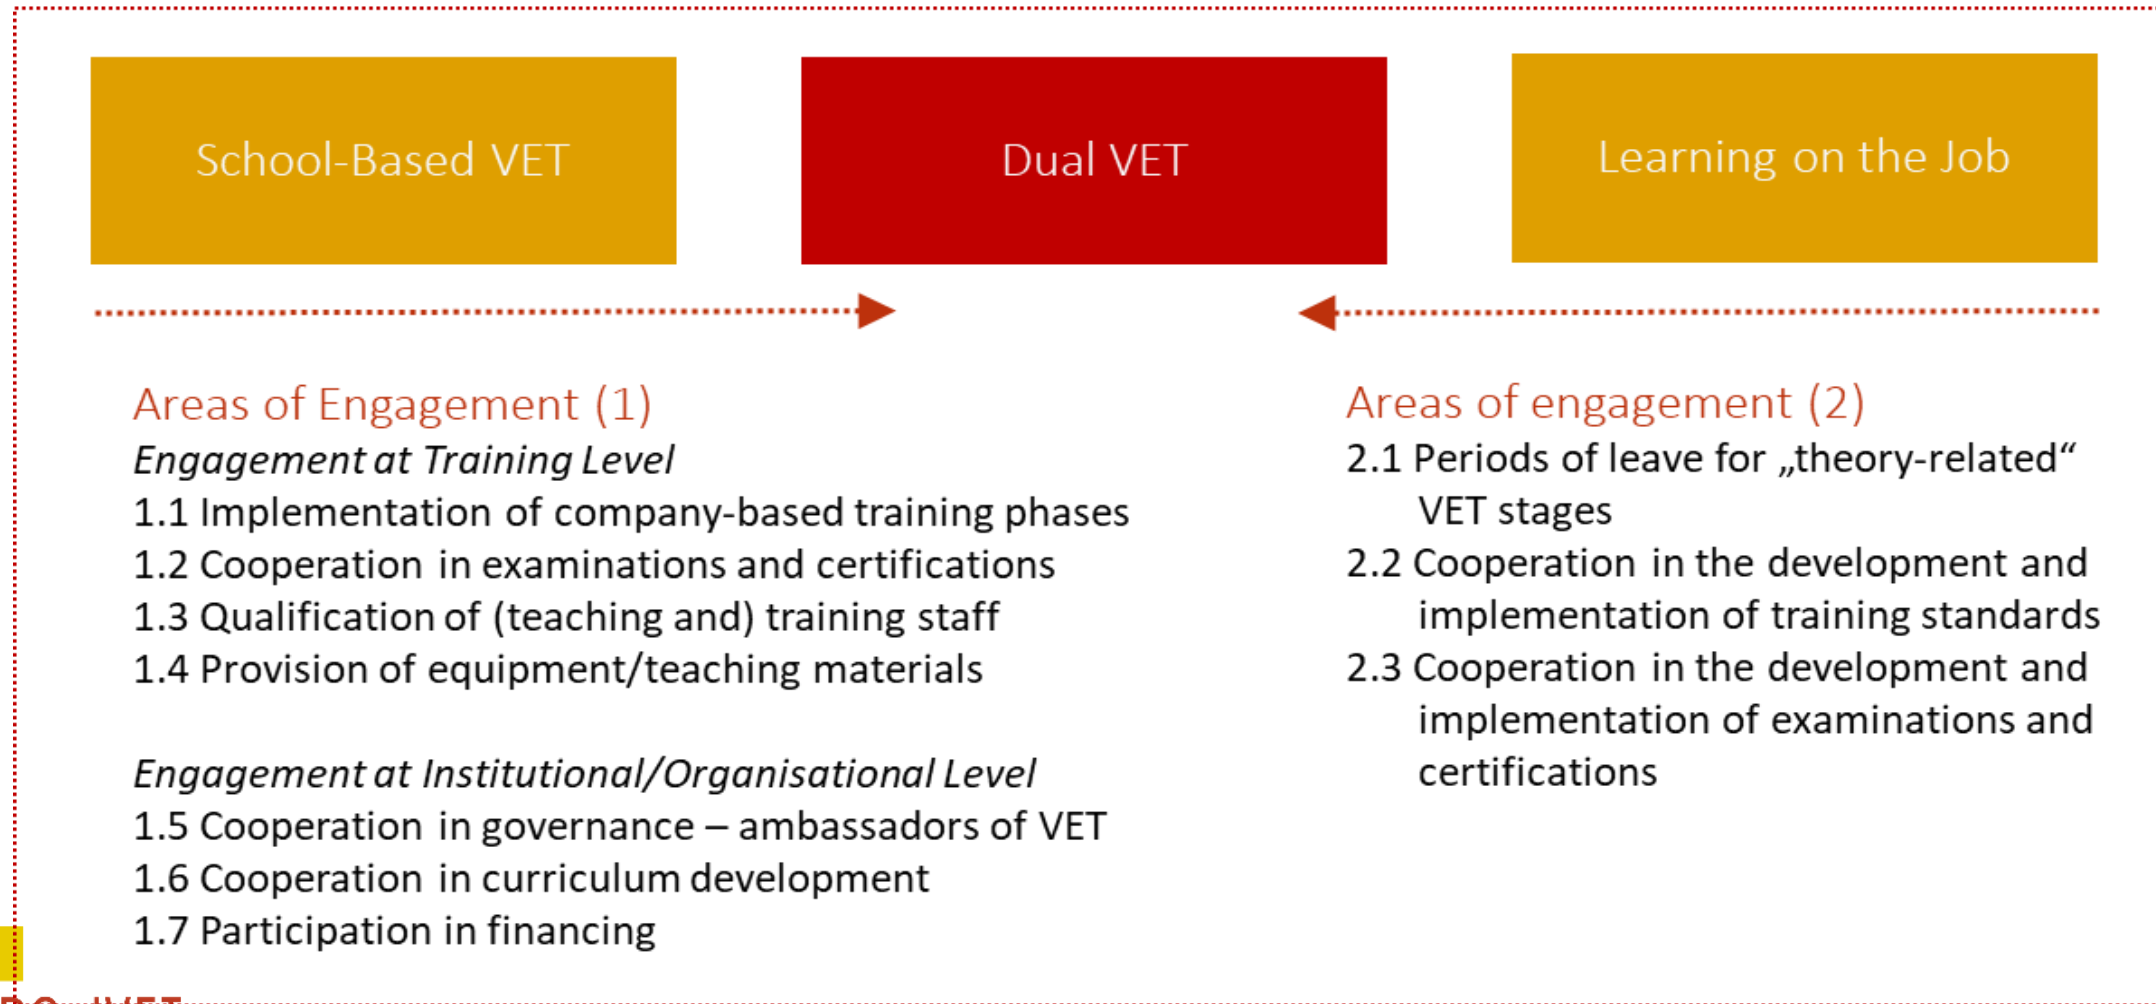 School-Based VET
Dual VET
Learning on the Job
Areas of Engagement (1)
Engagement at Training Level
1.1 Implementation of company-based training phases
1.2 Cooperation in examinations and certifications
1.3 Qualification of (teaching and) training staff
1.4 Provision of equipment/teaching materials
Engagement at Institutional/Organisational Level
1.5 Cooperation in governance – ambassadors of VET
1.6 Cooperation in curriculum development
1.7 Participation in financing
Areas of engagement (2)
2.1 Periods of leave for „theory-related“
VET stages
2.2 Cooperation in the development and
implementation of training standards
2.3 Cooperation in the development and
implementation of examinations and
certifications